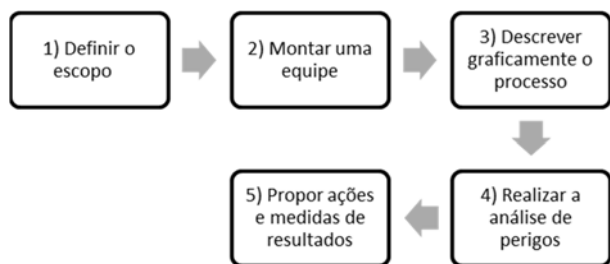 1) Definir o
escopo
2) Montar uma
equipe
3) Descrever
graficamente o
processo
4) Realizar a
análise de
perigos
5) Propor ações
e medidas de
resultados